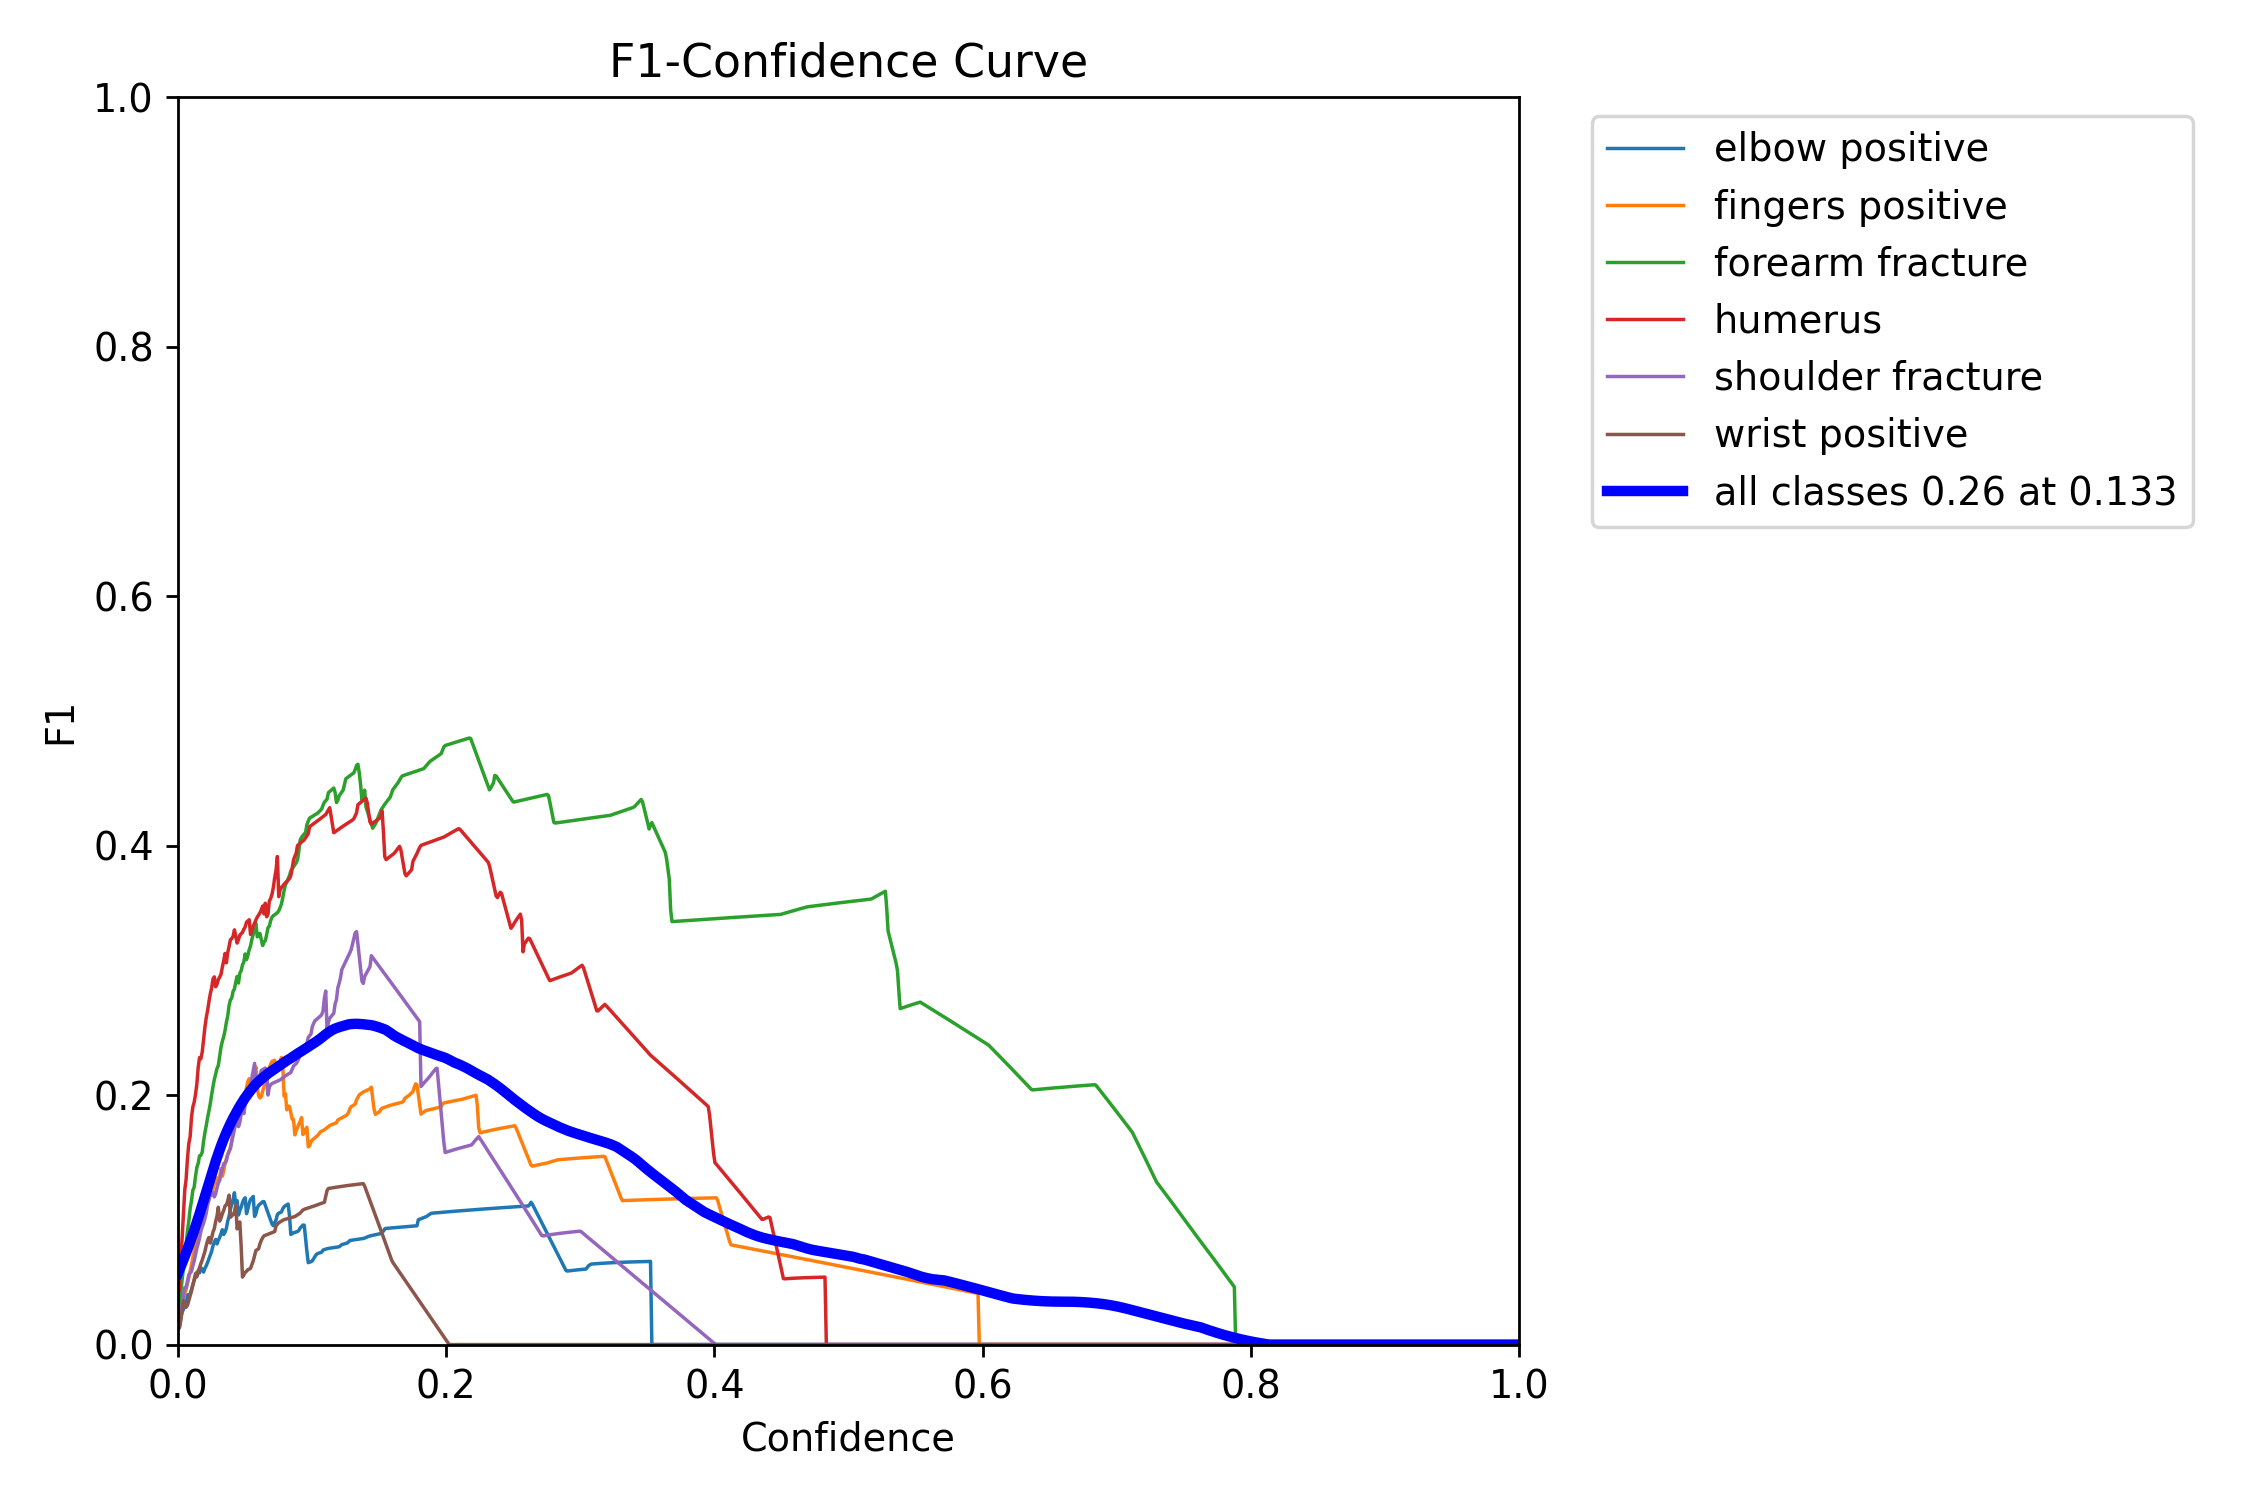 F1-Confidence Curve
1.0
0.8
0.6
0.4
0.2
0.0
F1
0.0 0.2 0.4 0.6 0.8 1.0
Confidence
elbow positive
fingers positive
forearm fracture
humerus
shoulder fracture
wrist positive
all classes 0.26 at 0.133